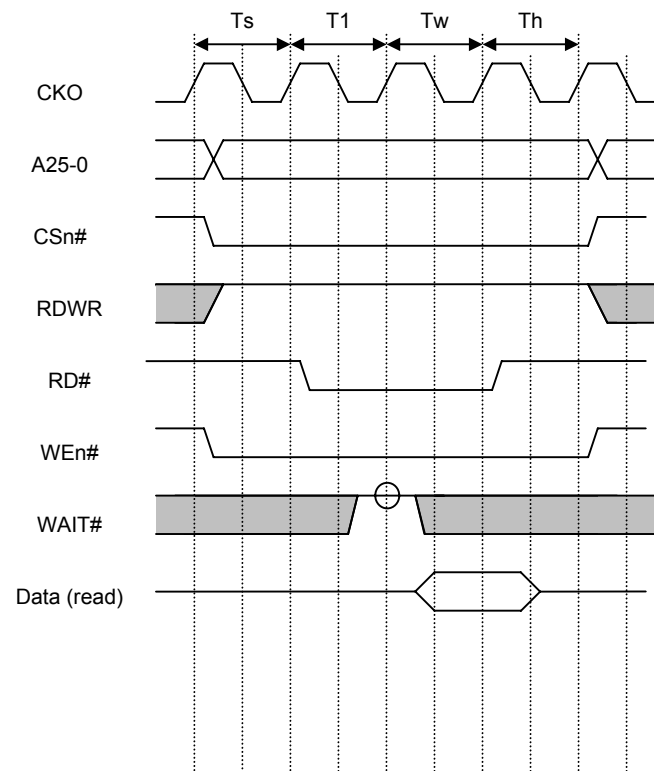 Ts T1 Tw Th
CKO
A25-0
CSn#
RDWR
RD#
WEn#
WAIT#
Data (read)